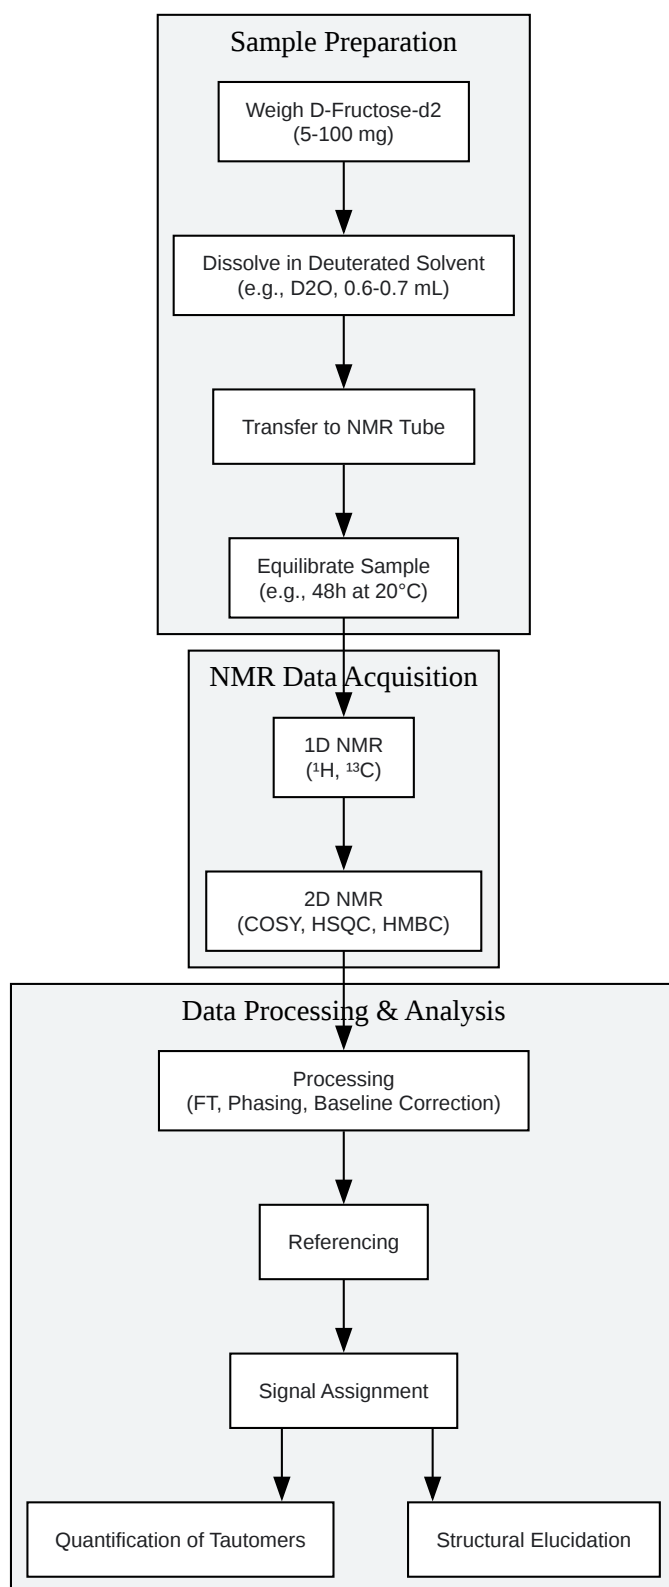 Sample Preparation
Weigh D-Fructose-d2
(5-100 mg)
Dissolve in Deuterated Solvent
(e.g., D2O, 0.6-0.7 mL)
Transfer to NMR Tube
Equilibrate Sample
(e.g., 48h at 20°C)
NMR Data Acquisition
1D NMR
(¹H, ¹³C)
2D NMR
(COSY, HSQC, HMBC)
Data Processing & Analysis
Processing
(FT, Phasing, Baseline Correction)
Referencing
Signal Assignment
Quantification of Tautomers
Structural Elucidation